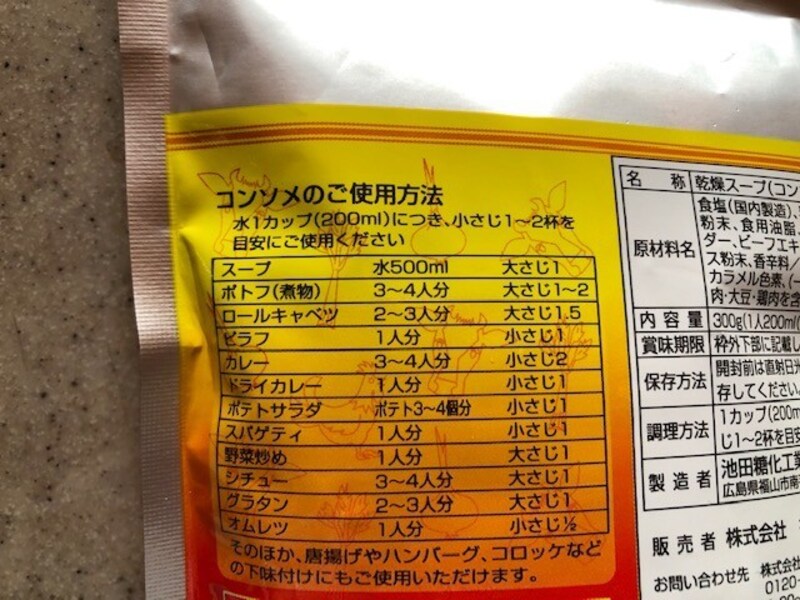 コンソメのご使用方法
水1カップ(200ml)につき、小さじ1〜2杯を
目安にご使用ください
スープ 水500ml 大さじ1
ポトフ(煮物) 3〜4人分 大さじ1〜2
ロールキャベツ 2〜3人分 大さじ1.5
ピラフ 1人分 小さじ1
カレー 3〜4人分 小さじ2
ドライカレー 1人分 小さじ1
ポテトサラダ ポテト3〜4個分 小さじ1
スパゲティ 1人分 小さじ1
野菜炒め 1人分 大さじ1
シチュー 3〜4人分 大さじ1
グラタン 2〜3人分 大さじ1
オムレツ 1人分 小さじ½
そのほか、唐揚げやハンバーグ、コロッケなど
の下味付けにもご使用いただけます。
名称 乾燥スープ(コン
原材料名
食塩(国内製造)、
粉末、食用油脂、
ダー、ビーフエキ
ス粉末、香辛料/
カラメル色素、(一
肉・大豆・鶏肉を含
内容量 300g(1人200ml
賞味期限 枠外下部に記載し
保存方法
開封前は直射日光
存してください。
調理方法
1カップ(200m
じ1〜2杯を目安
製造者
池田糖化工業
広島県福山市南
販売者 株式会社
お問い合わせ先 株式会社
0120-